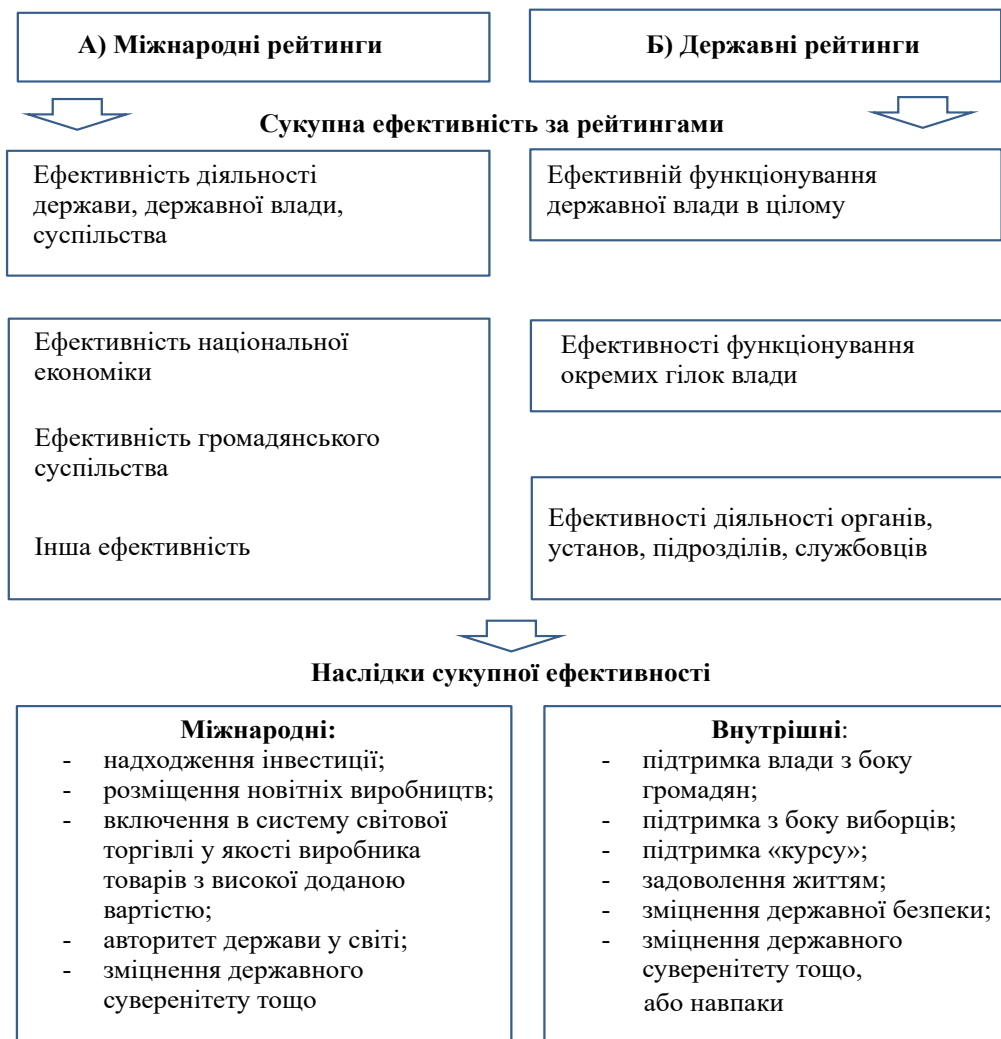 А) Міжнародні рейтинги
Б) Державні рейтинги
Сукупна ефективність за рейтингами
Ефективність діяльності
держави, державної влади,
суспільства
Ефективній функціонування
державної влади в цілому
Ефективність національної
економіки
Ефективність громадянського
суспільства
Інша ефективність
Ефективності функціонування
окремих гілок влади
Ефективності діяльності органів,
установ, підрозділів, службовців
Наслідки сукупної ефективності
Міжнародні:
- надходження інвестиції;
- розміщення новітніх виробництв;
- включення в систему світової
торгівлі у якості виробника
товарів з високої доданою
вартістю;
- авторитет держави у світі;
- зміцнення державного
суверенітету тощо
Внутрішні:
- підтримка влади з боку
громадян;
- підтримка з боку виборців;
- підтримка «курсу»;
- задоволення життям;
- зміцнення державної безпеки;
- зміцнення державного
суверенітету тощо,
або навпаки